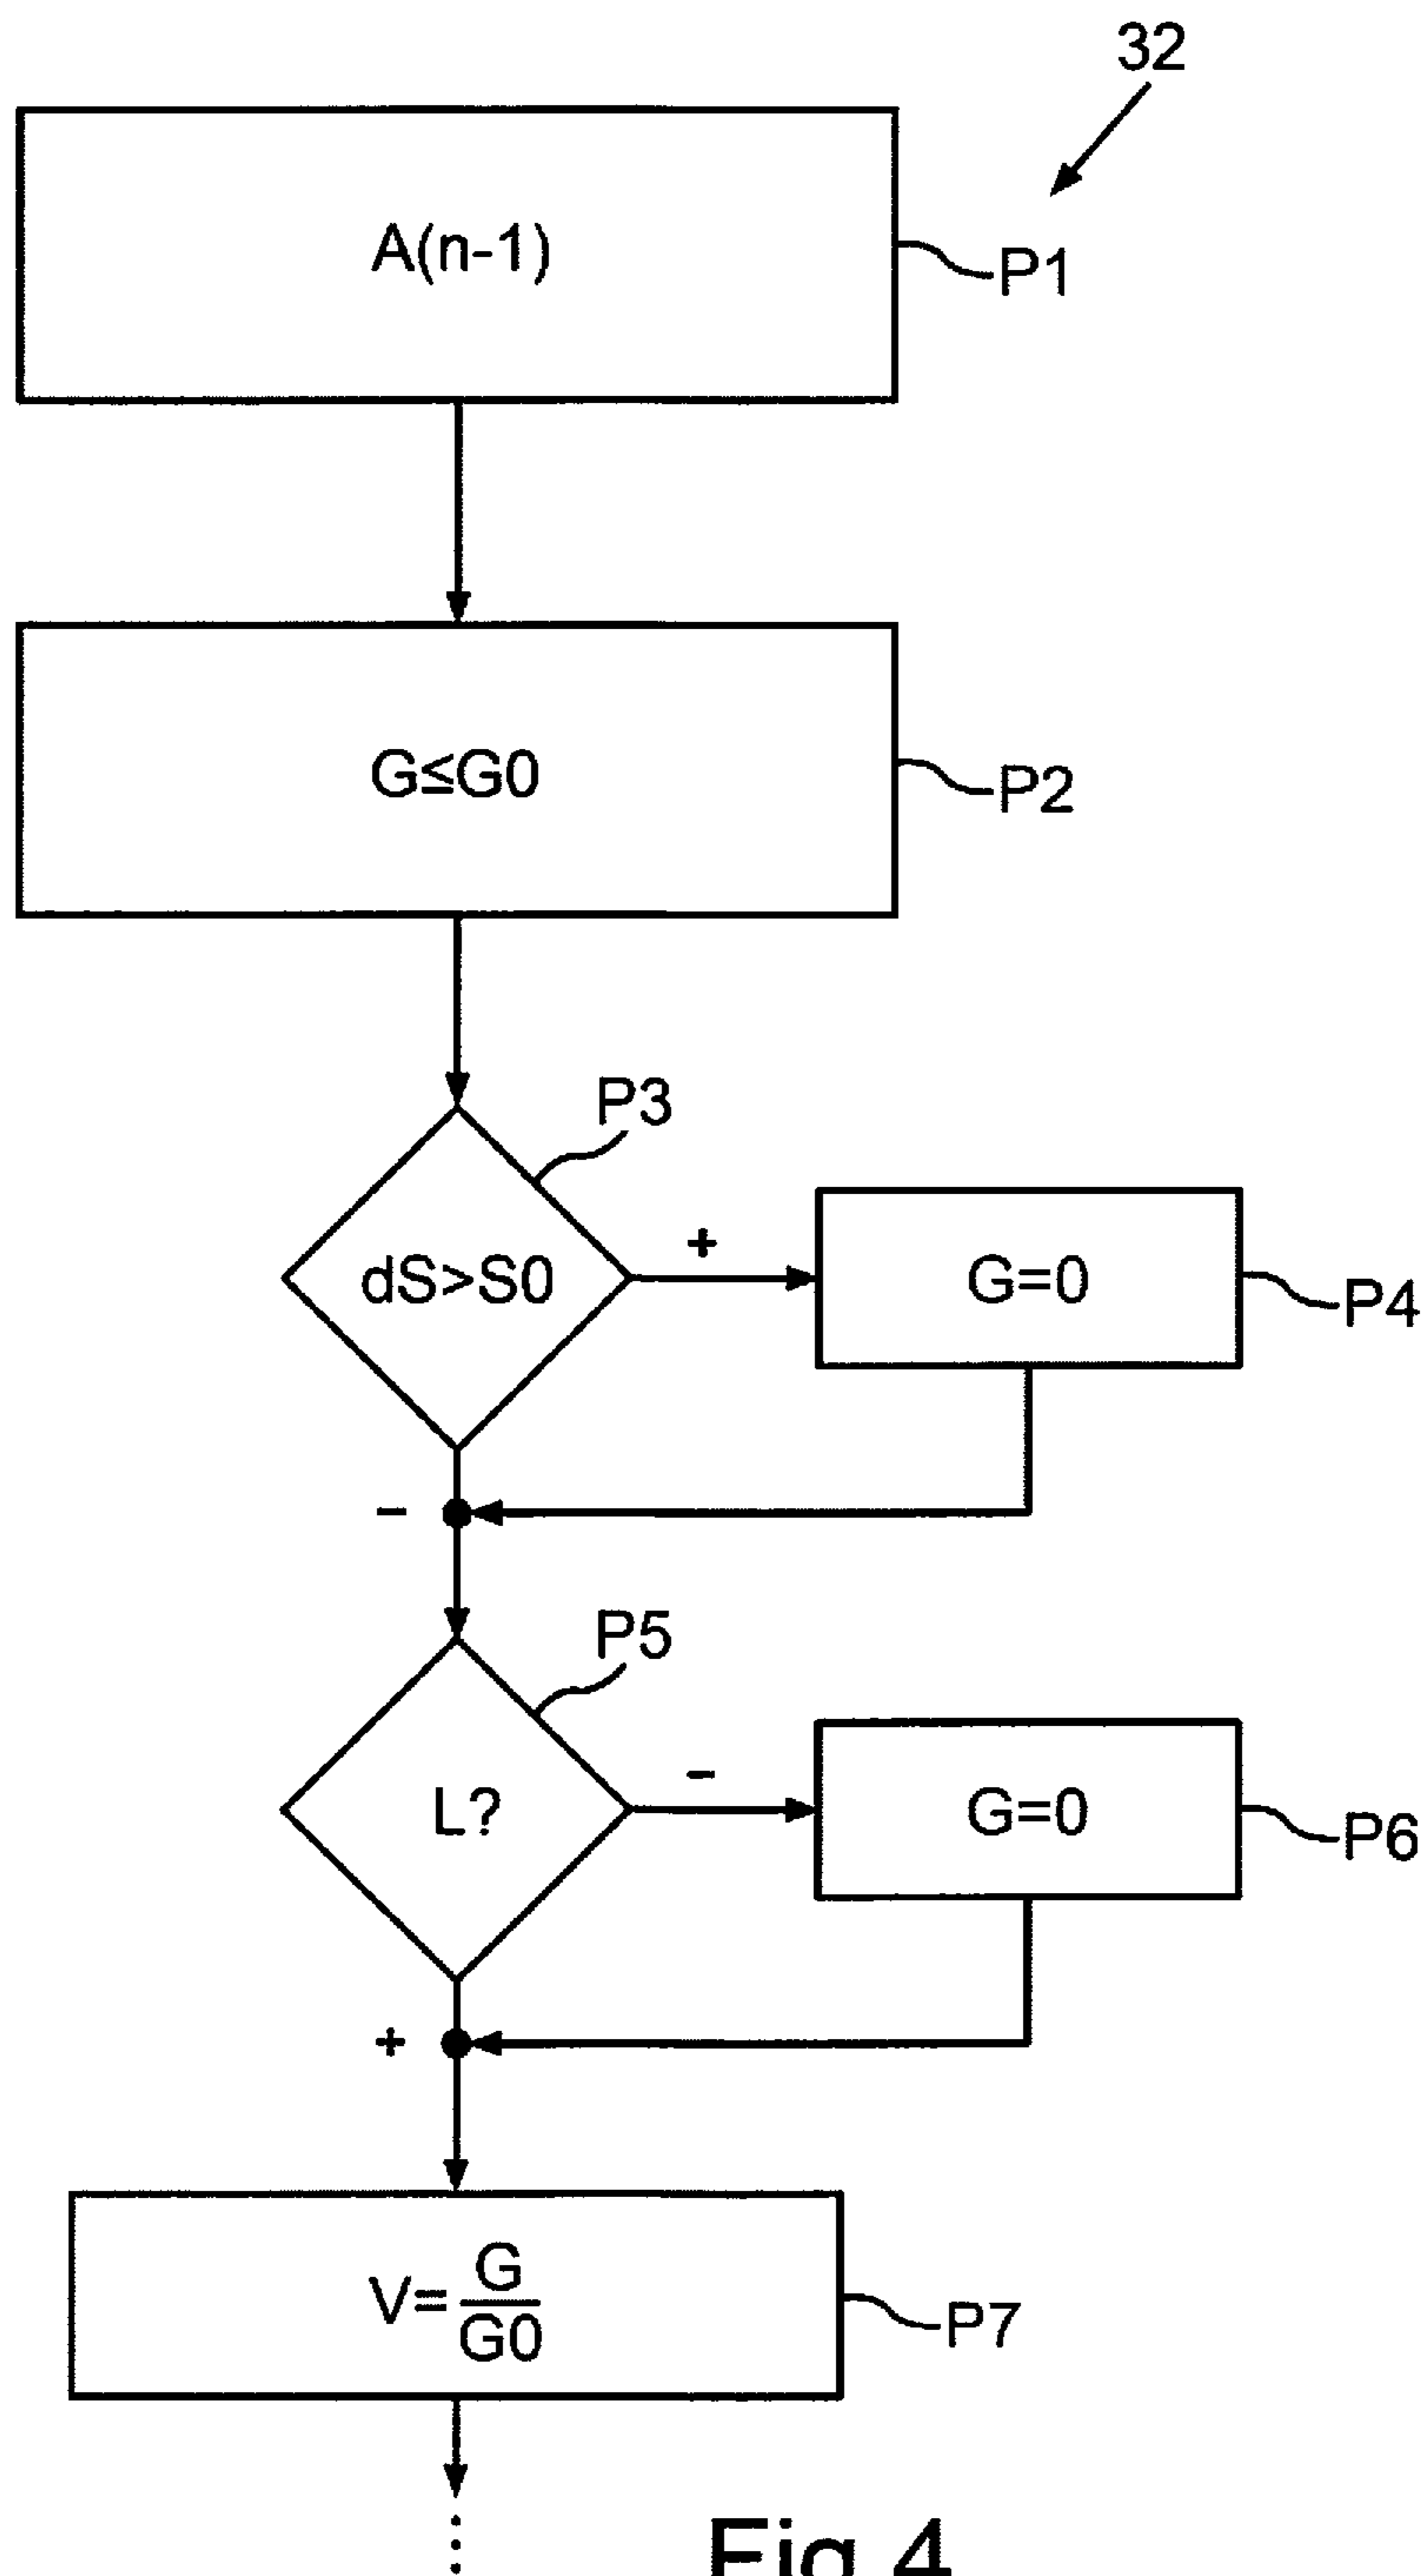 32
A(n-1)
P1
G≤G0
P2
P3
dS>S0
+
G=0
P4
-
P5
L?
-
G=0
P6
+
V=G/G0
P7
Fig.4